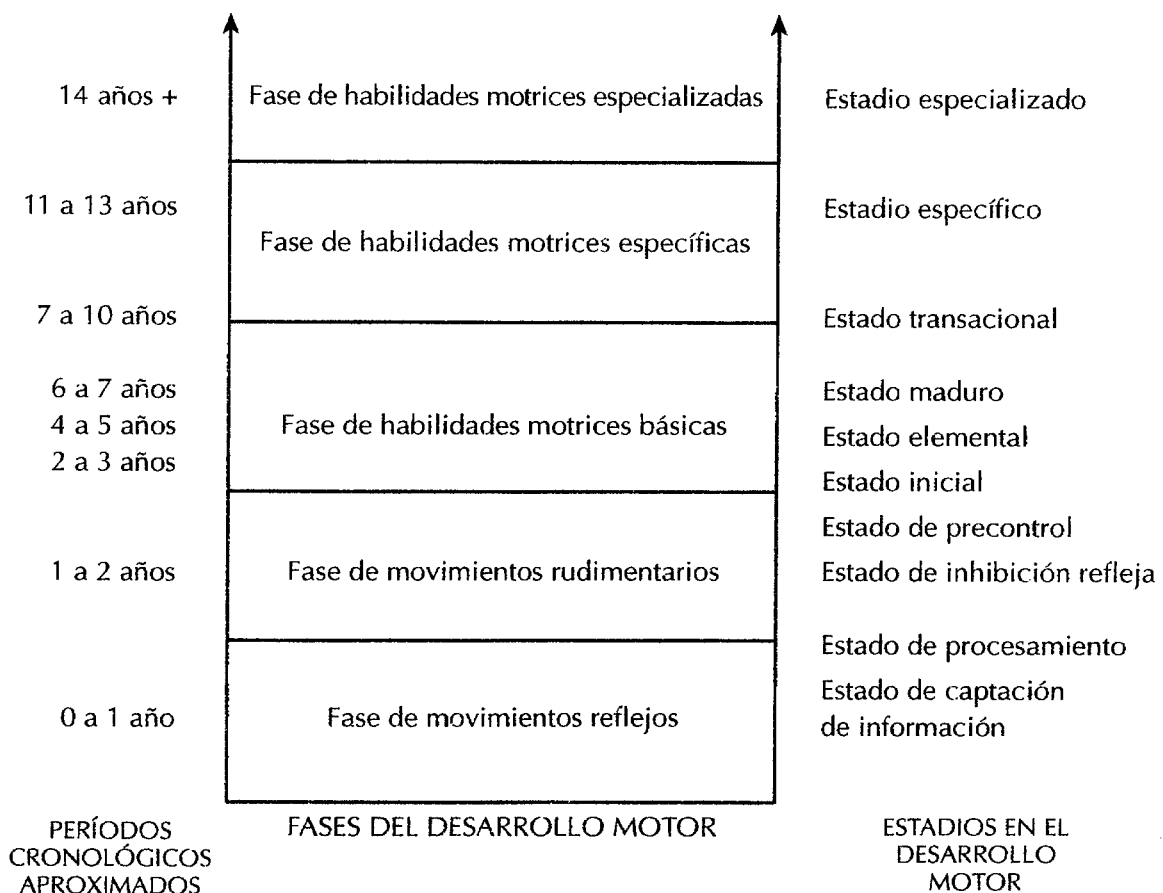 14 años +
Fase de habilidades motrices especializadas
Estadio especializado
11 a 13 años
Fase de habilidades motrices específicas
Estadio específico
7 a 10 años
Estado transacional
6 a 7 años
Estado maduro
4 a 5 años
Fase de habilidades motrices básicas
Estado elemental
2 a 3 años
Estado inicial
Estado de precontrol
1 a 2 años
Fase de movimientos rudimentarios
Estado de inhibición refleja
Estado de procesamiento
0 a 1 año
Fase de movimientos reflejos
Estado de captación
de información
PERÍODOS
CRONOLÓGICOS
APROXIMADOS
FASES DEL DESARROLLO MOTOR
ESTADIOS EN EL
DESARROLLO
MOTOR